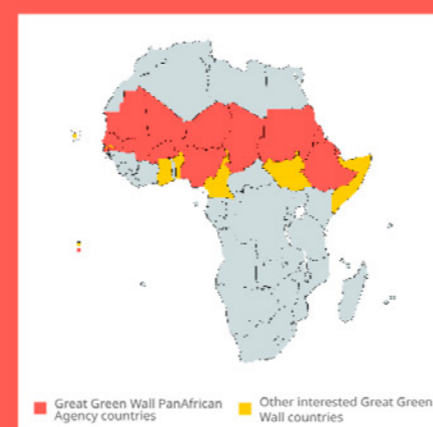 Great Green Wall PanAfrican
Agency countries
Other interested Great Green
Wall countries